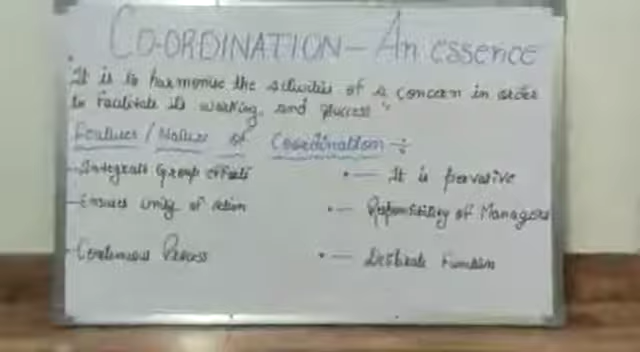 CO-ORDINATION - An essence
"It is to harmonise the activities of a concern in order
to facilitate its working, and success"
Features / Nature of Coordination :-
- Integrates Group efforts
- Ensures unity of action
- Continuous Process
• — It is pervasive
• — Responsibility of Managers
• — Deliberate Function